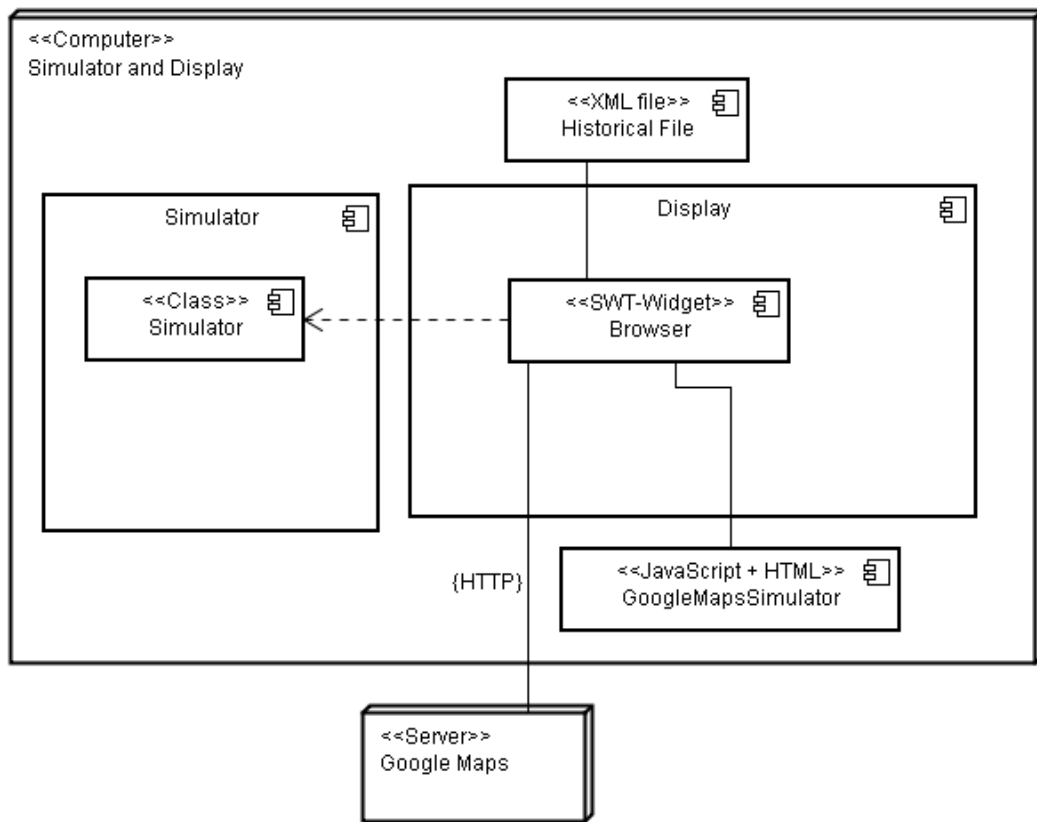 <<Computer>>
Simulator and Display
<<XML file>>
Historical File
Simulator
Display
<<Class>>
Simulator
<<SWT-Widget>>
Browser
{HTTP}
<<JavaScript + HTML>>
GoogleMapsSimulator
<<Server>>
Google Maps